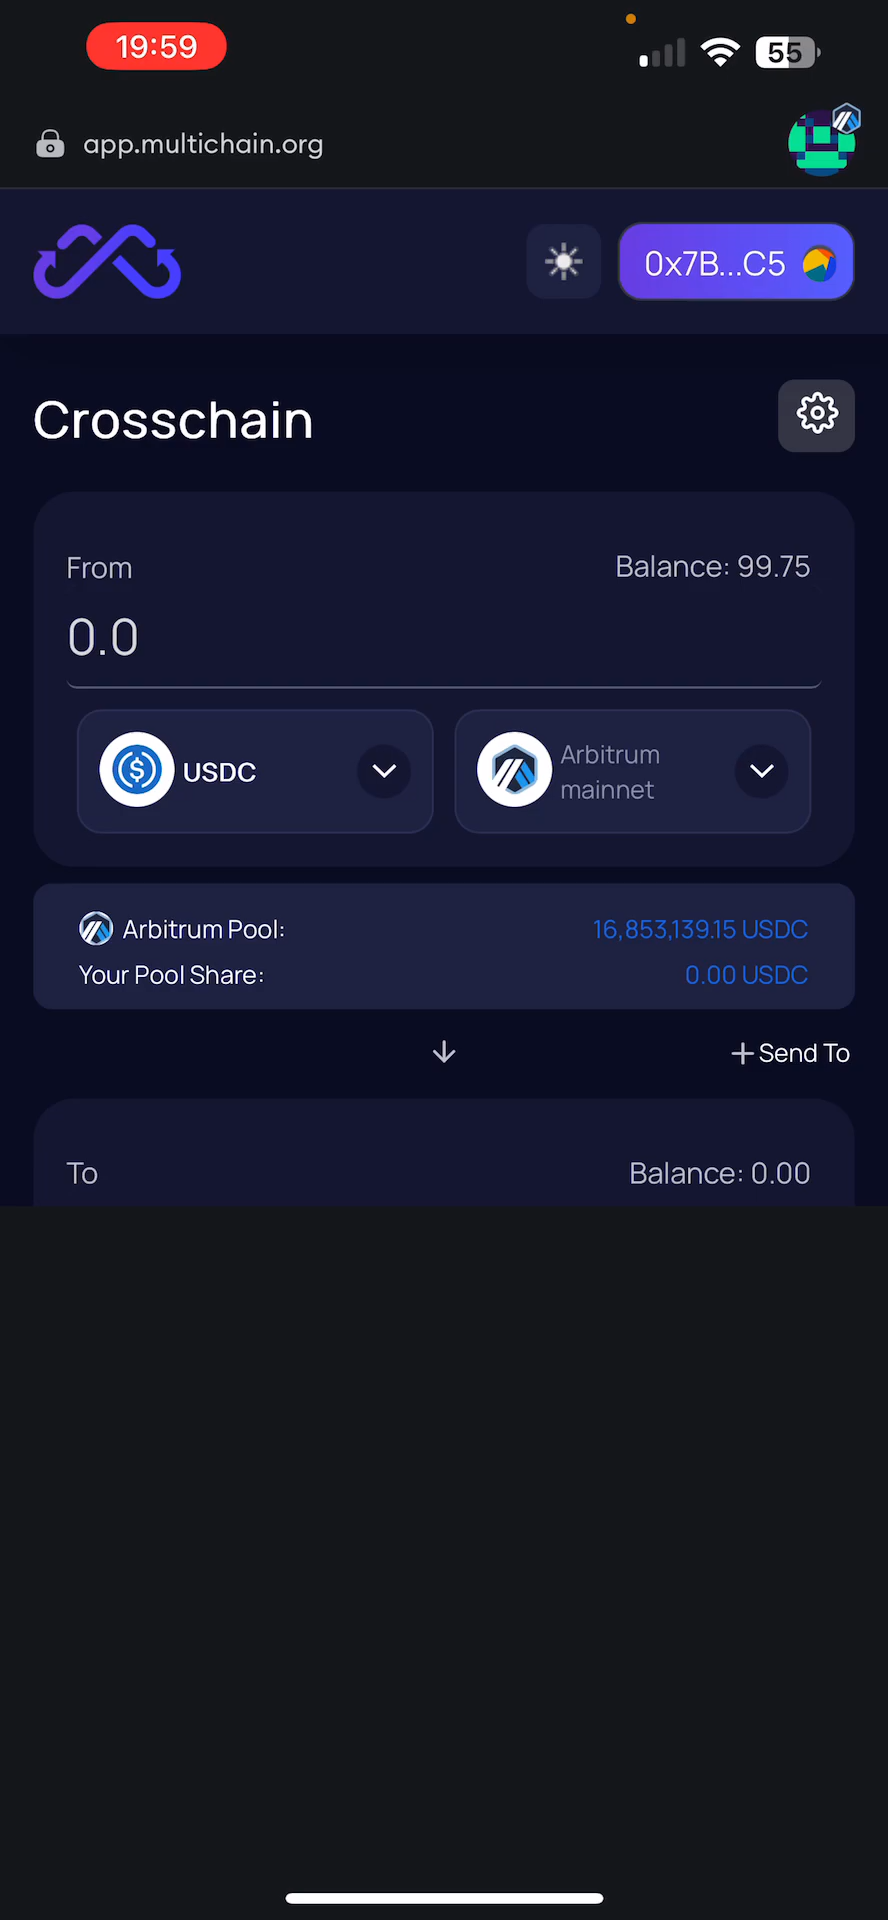 19:59
55
app.multichain.org
0x7B...C5
Crosschain
From
Balance: 99.75
0.0
USDC
Arbitrum
mainnet
Arbitrum Pool:
16,853,139.15 USDC
Your Pool Share:
0.00 USDC
+Send To
To
Balance: 0.00